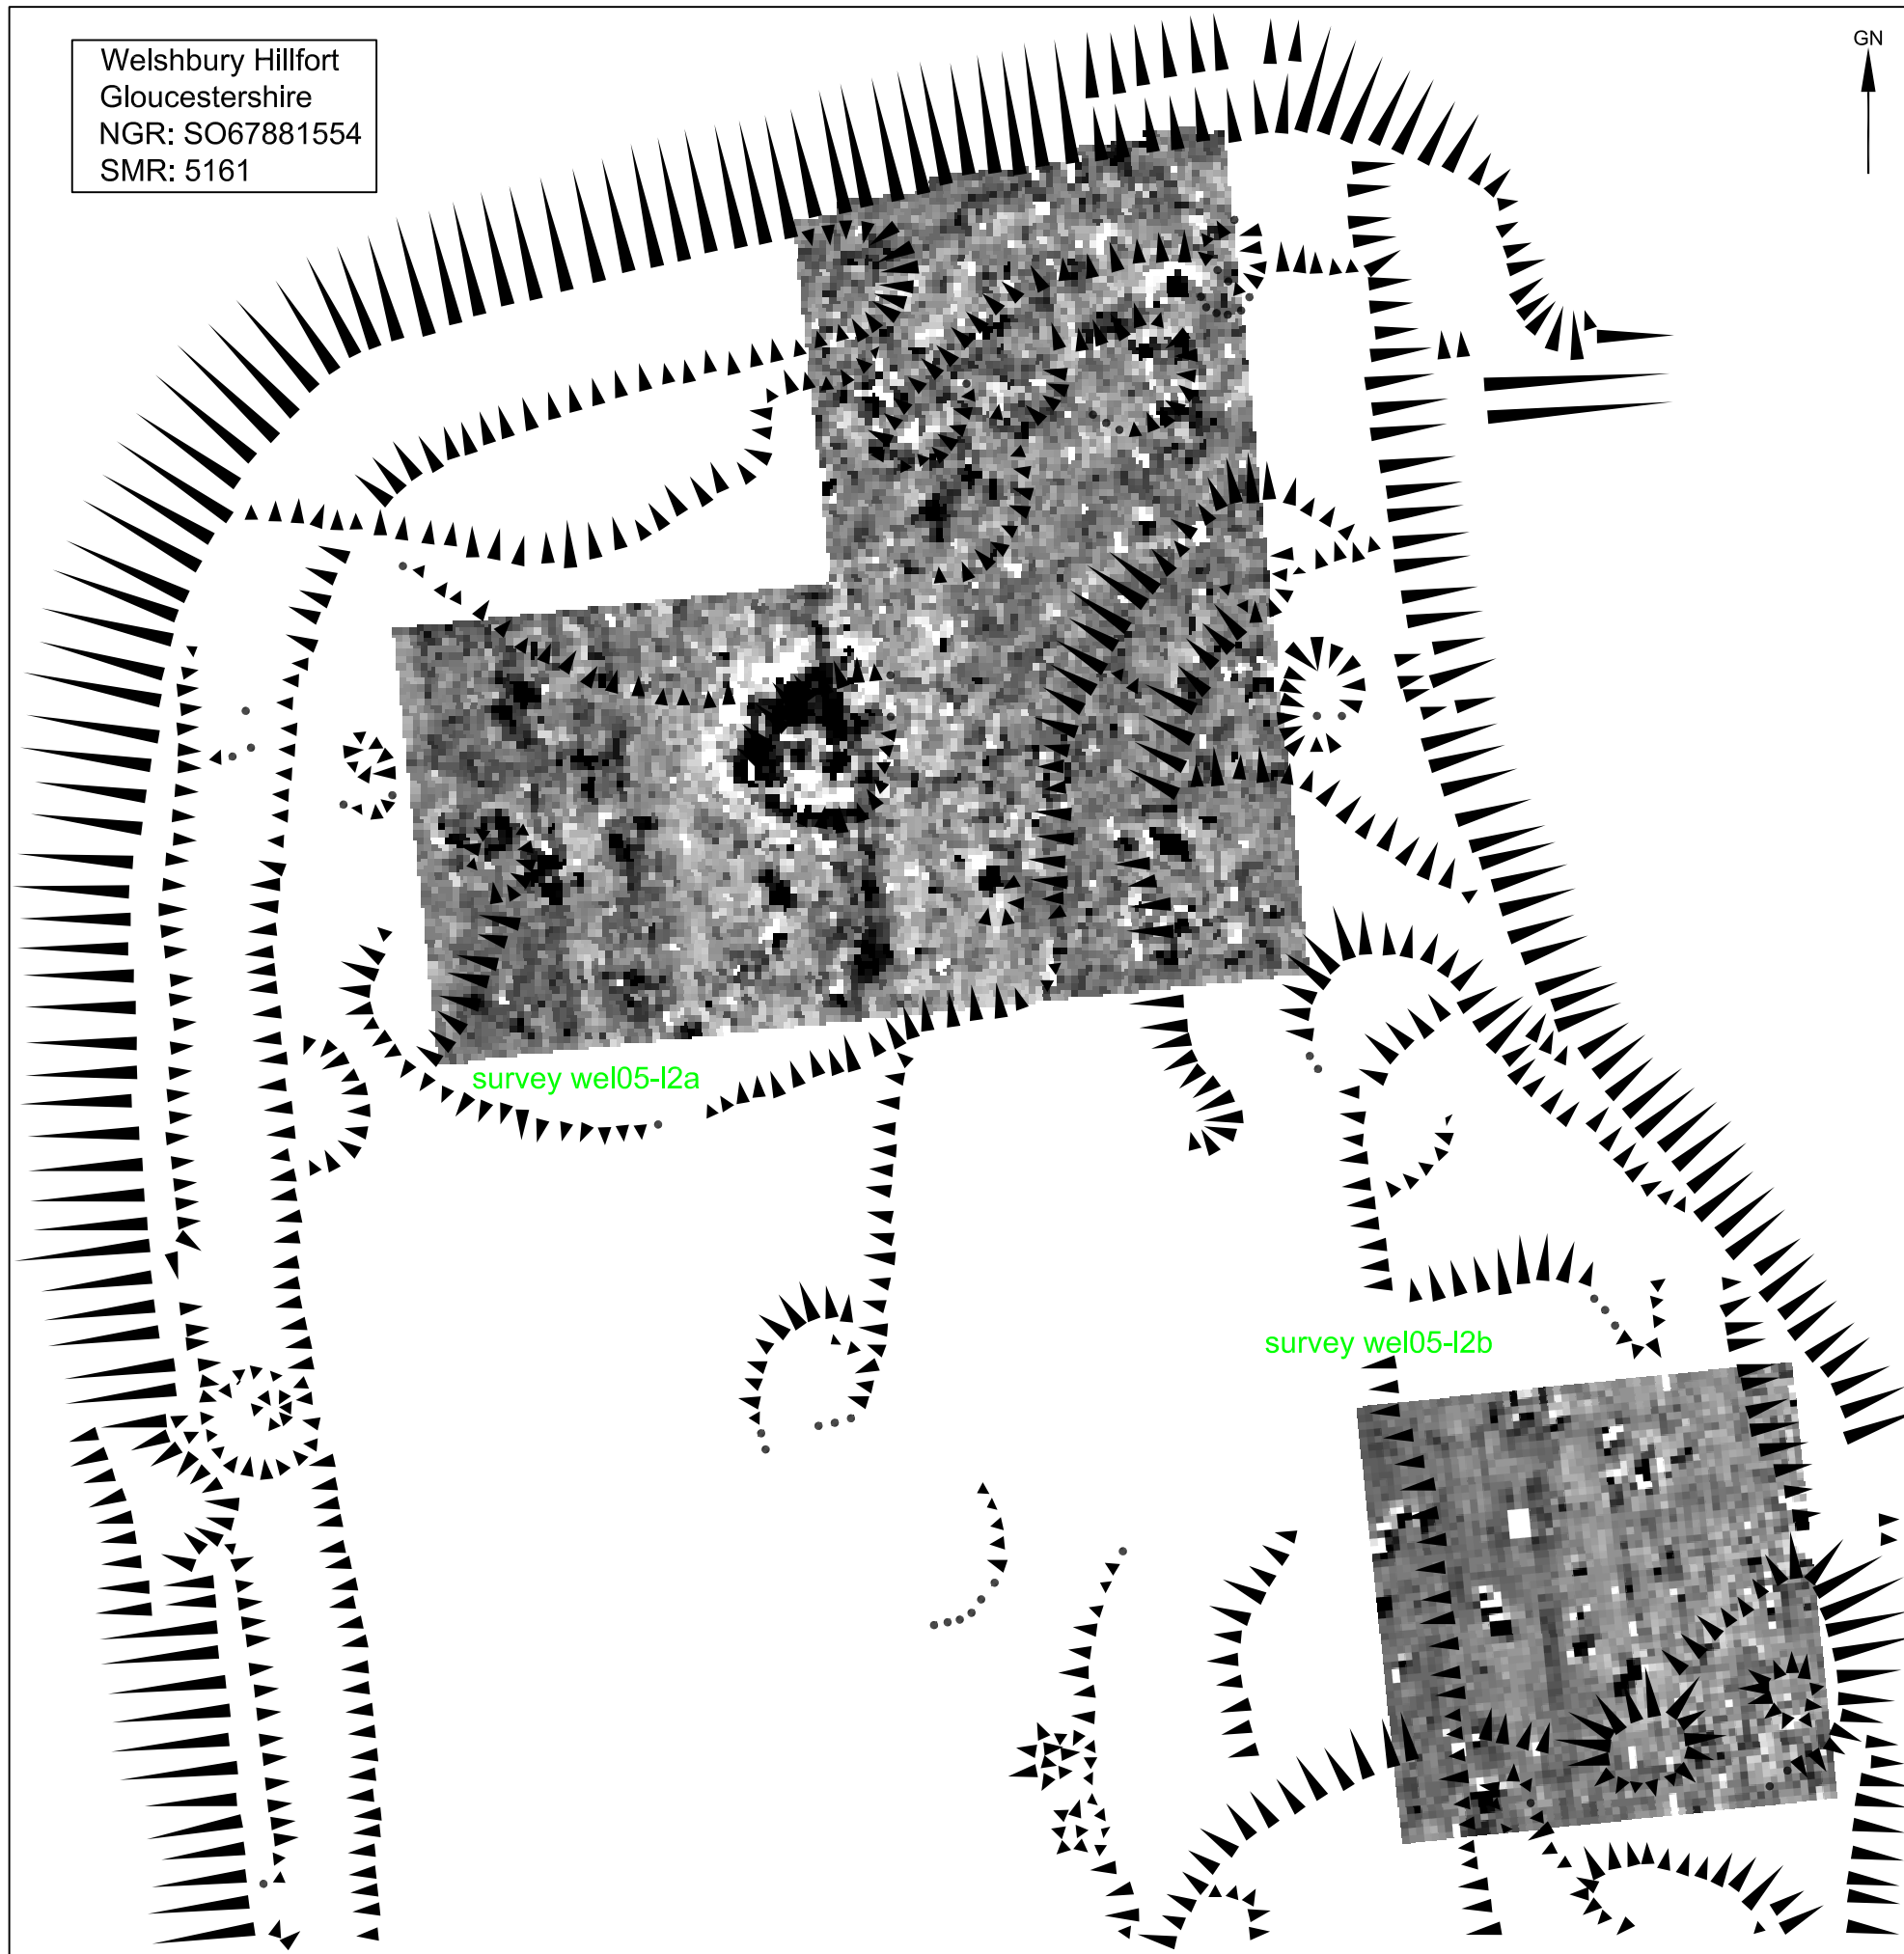 Welshbury Hillfort
Gloucestershire
NGR: SO67881554
SMR: 5161
GN
survey wel05-l2a
survey wel05-l2b